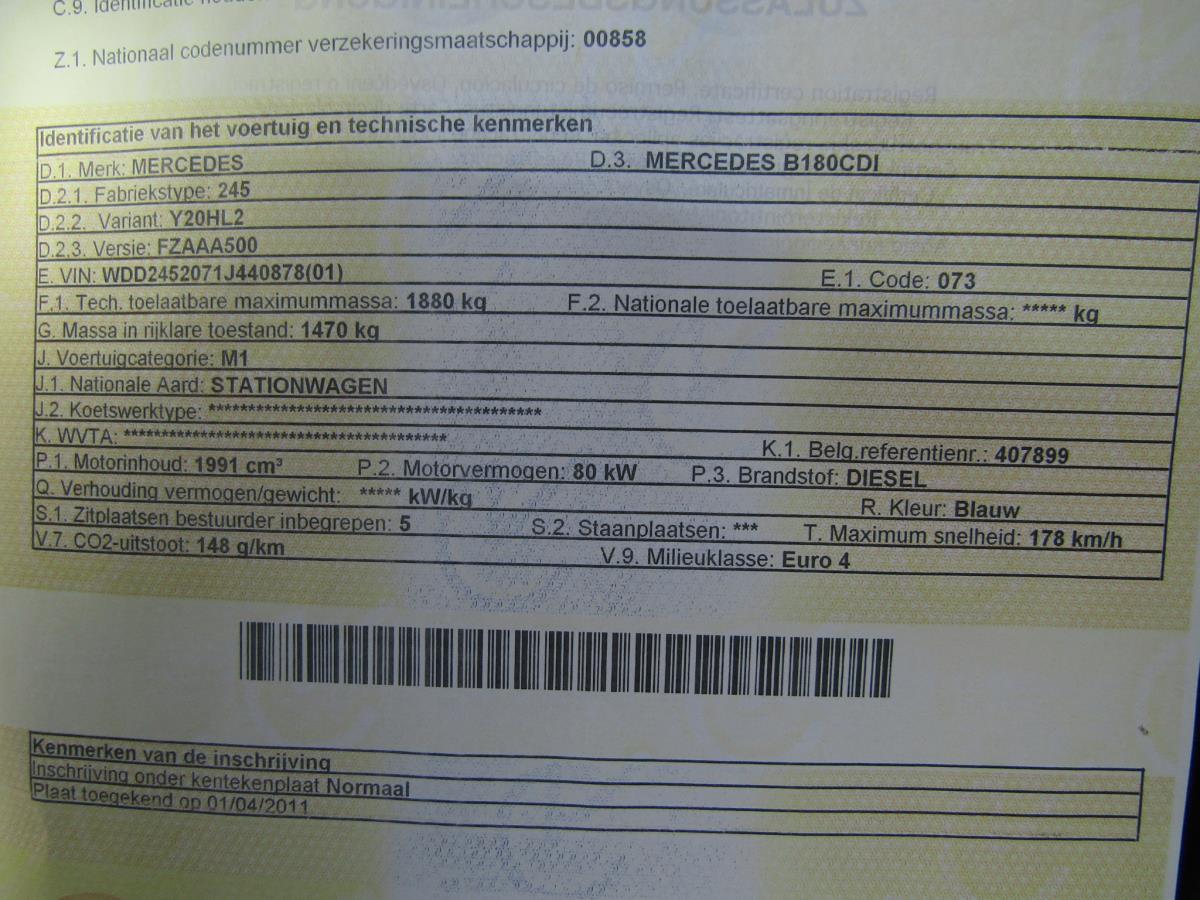 C.9. Identificatie
Z.1. Nationaal codenummer verzekeringsmaatschappij: 00858
Identificatie van het voertuig en technische kenmerken
D.1. Merk: MERCEDES D.3. MERCEDES B180CDI
D.2.1. Fabriekstype: 245
D.2.2. Variant: Y20HL2
D.2.3. Versie: FZAAA500
E. VIN: WDD2452071J440878(01) E.1. Code: 073
F.1. Tech. toelaatbare maximummassa: 1880 kg F.2. Nationale toelaatbare maximummassa: ***** kg
G. Massa in rijklare toestand: 1470 kg
J. Voertuigcategorie: M1
J.1. Nationale Aard: STATIONWAGEN
J.2. Koetswerktype: ****************************************
K. WVTA: ****************************************
K.1. Belg.referentienr.: 407899
P.1. Motorinhoud: 1991 cm³ P.2. Motorvermogen: 80 kW P.3. Brandstof: DIESEL
Q. Verhouding vermogen/gewicht: ***** kW/kg R. Kleur: Blauw
S.1. Zitplaatsen bestuurder inbegrepen: 5 S.2. Staanplaatsen: *** T. Maximum snelheid: 178 km/h
V.7. CO2-uitstoot: 148 g/km V.9. Milieuklasse: Euro 4
Kenmerken van de inschrijving
Inschrijving onder kentekenplaat Normaal
Plaat toegekend op 01/04/2011